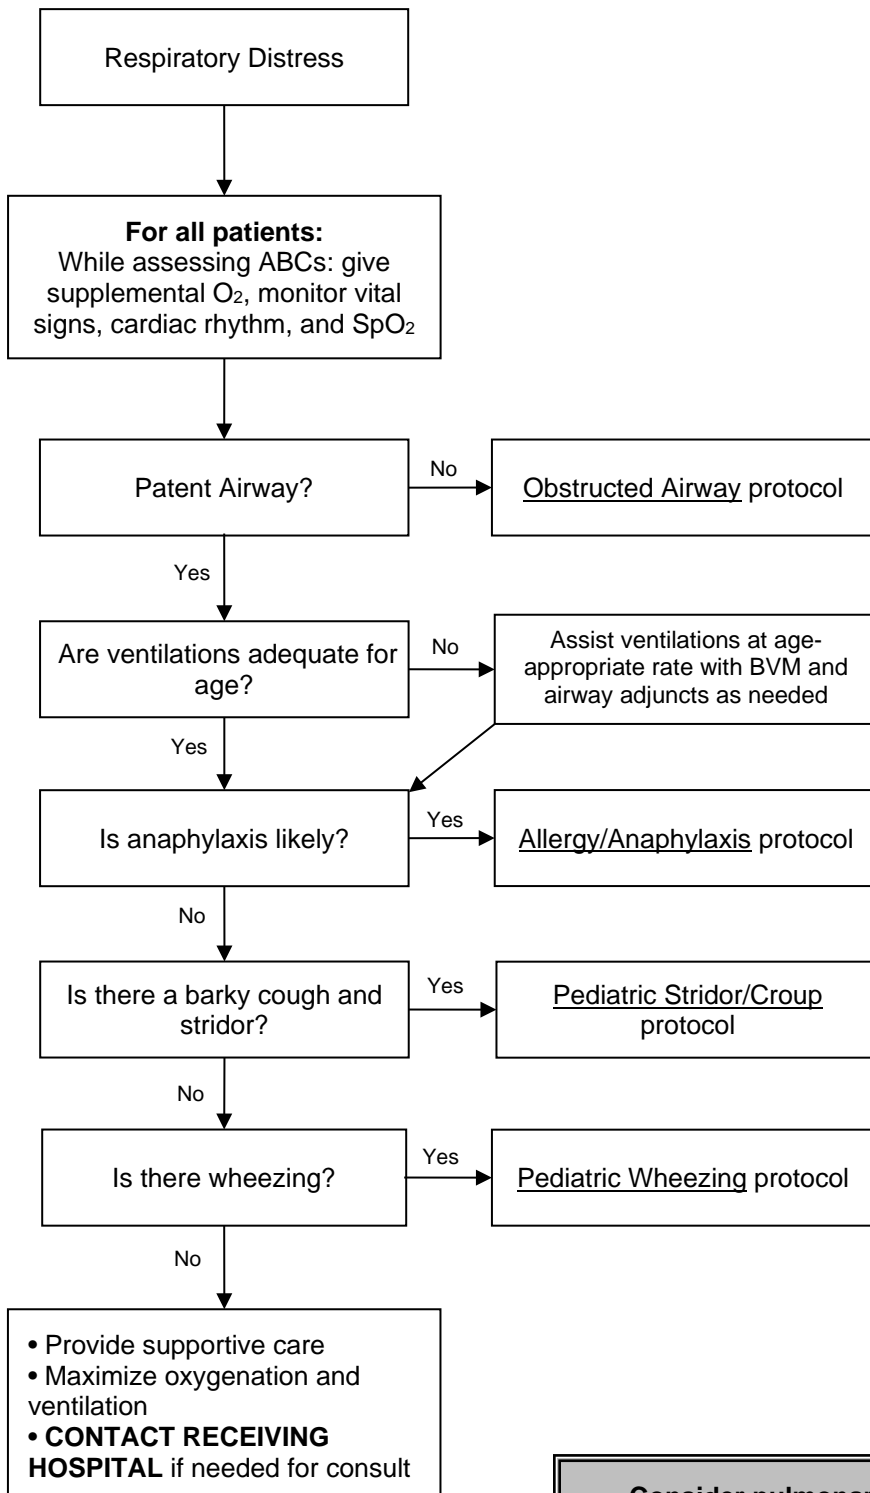 Respiratory Distress
For all patients:
While assessing ABCs: give
supplemental O2, monitor vital
signs, cardiac rhythm, and SpO2
Patent Airway?
No
Obstructed Airway protocol
Yes
Are ventilations adequate for
age?
No
Assist ventilations at age-
appropriate rate with BVM and
airway adjuncts as needed
Yes
Is anaphylaxis likely?
Yes
Allergy/Anaphylaxis protocol
No
Is there a barky cough and
stridor?
Yes
Pediatric Stridor/Croup
protocol
No
Is there wheezing?
Yes
Pediatric Wheezing protocol
No
• Provide supportive care
• Maximize oxygenation and
ventilation
• CONTACT RECEIVING
HOSPITAL if needed for consult
Consider